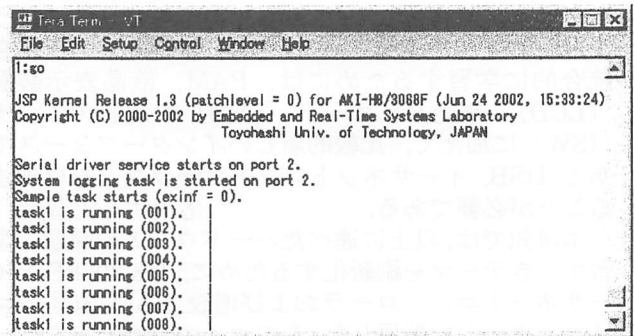 Tera Term - VT
File Edit Setup Control Window Help
1:go
JSP Kernel Release 1.3 (patchlevel = 0) for AKI-H8/3068F (Jun 24 2002, 15:33:24)
Copyright (C) 2000-2002 by Embedded and Real-Time Systems Laboratory
Toyohashi Univ. of Technology, JAPAN
Serial driver service starts on port 2.
System logging task is started on port 2.
Sample task starts (exinf = 0).
task1 is running (001).
task1 is running (002).
task1 is running (003).
task1 is running (004).
task1 is running (005).
task1 is running (006).
task1 is running (007).
task1 is running (008).